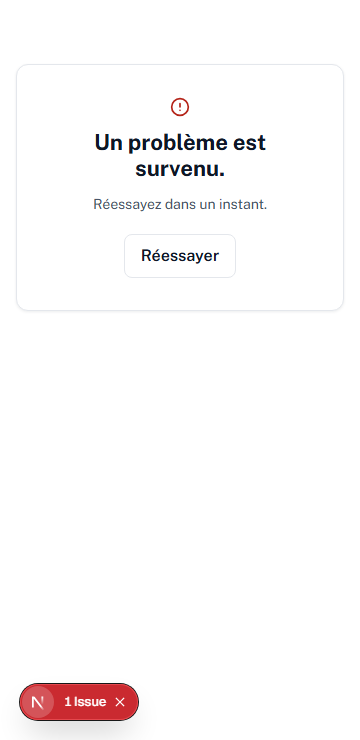 Un problème est
survenu.
Réessayez dans un instant.
Réessayer
N 1 Issue